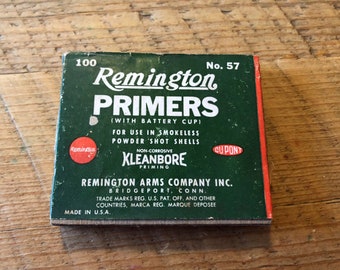 100 No. 57
Remington
PRIMERS
(WITH BATTERY CUP)
FOR USE IN SMOKELESS
POWDER SHOT SHELLS
Remington
NON-CORROSIVE
KLEANBORE
PRIMING
DU PONT
REMINGTON ARMS COMPANY INC.
BRIDGEPORT, CONN.
TRADE MARKS REG. U.S. PAT. OFF. AND OTHER
COUNTRIES, MARCA REG. MARQUE DEPOSEE
MADE IN U.S.A.